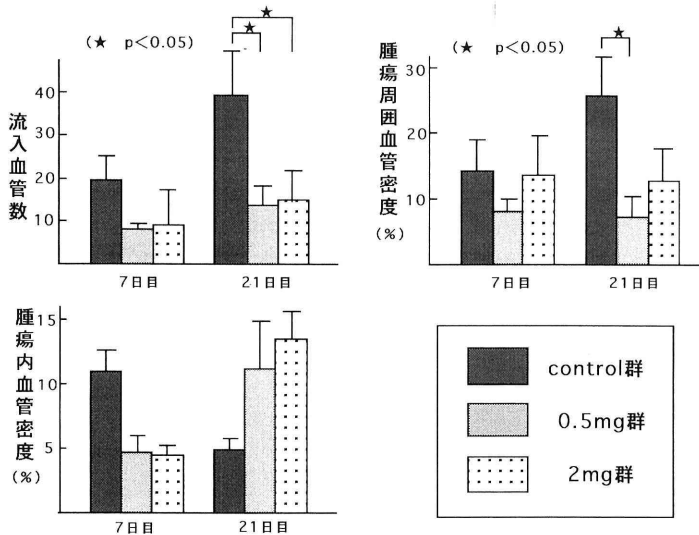 (★ p<0.05)
★
★
流入血管数
40
30
20
10
7日目
21日目
(★ p<0.05)
★
腫瘍周囲血管密度
(%)
30
20
10
7日目
21日目
腫瘍内血管密度
(%)
15
10
5
7日目
21日目
control群
0.5mg群
2mg群